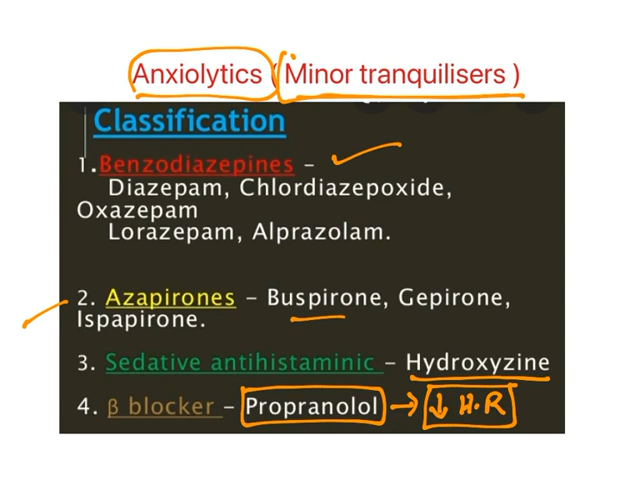 Anxiolytics ( Minor tranquilisers )
Classification
1.Benzodiazepines -
Diazepam, Chlordiazepoxide,
Oxazepam
Lorazepam, Alprazolam.
2. Azapirones - Buspirone, Gepirone,
Ispapirone.
3. Sedative antihistaminic - Hydroxyzine
4. β blocker - Propranolol → ↓ H.R